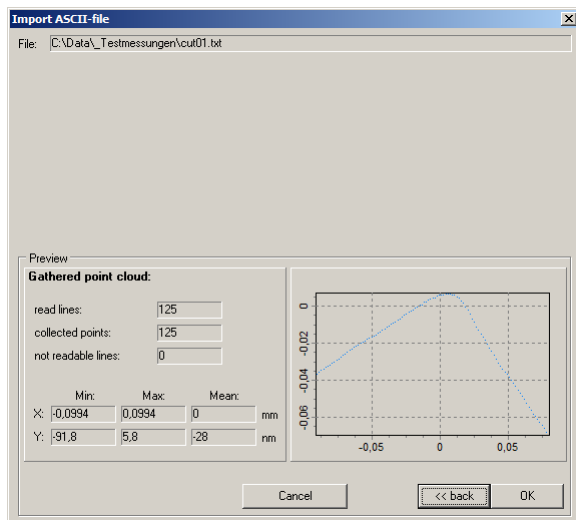 Import ASCII-file
File: C:\Data\_Testmessungen\cut01.txt
Preview
Gathered point cloud:
read lines: 125
collected points: 125
not readable lines: 0
Min: Max: Mean:
X: -0,0994 0,0994 0 mm
Y: -91,8 5,8 -28 nm
0
-0,02
-0,04
-0,06
-0,05 0 0,05
Cancel << back OK